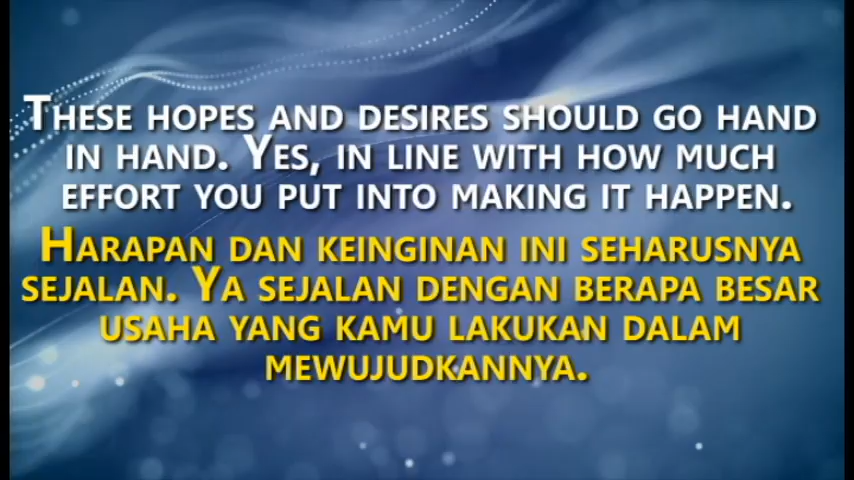 These hopes and desires should go hand
in hand. Yes, in line with how much
effort you put into making it happen.
Harapan dan keinginan ini seharusnya
sejalan. Ya sejalan dengan berapa besar
usaha yang kamu lakukan dalam
mewujudkannya.